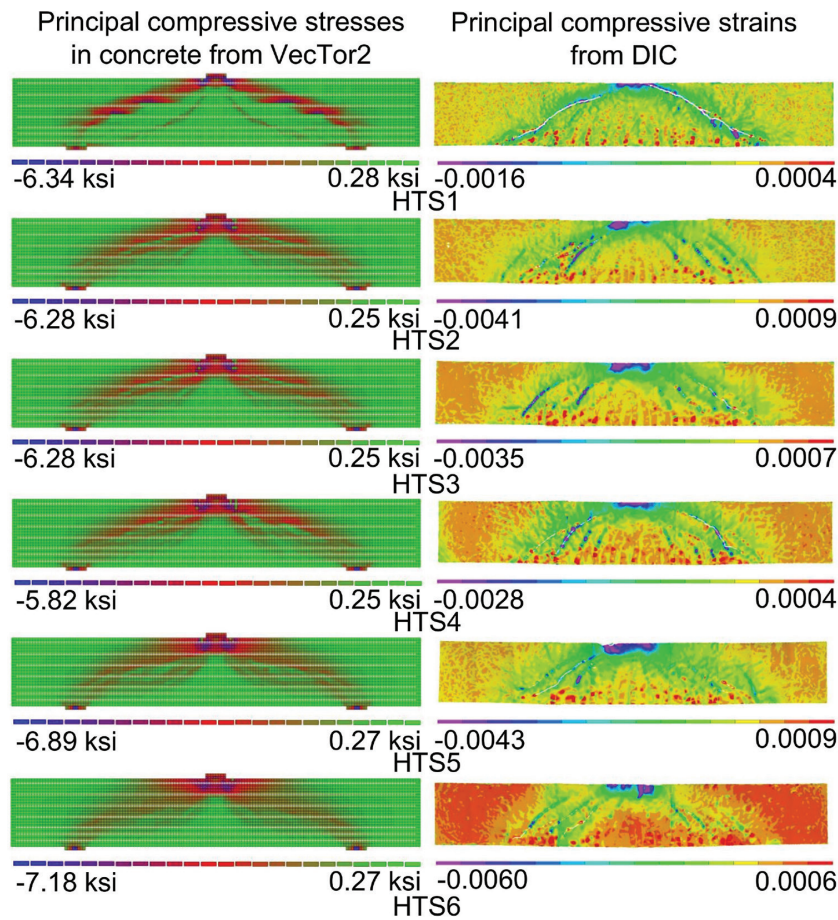 Principal compressive stresses
in concrete from VecTor2
Principal compressive strains
from DIC
-6.34 ksi 0.28 ksi -0.0016 0.0004
HTS1
-6.28 ksi 0.25 ksi -0.0041 0.0009
HTS2
-6.28 ksi 0.25 ksi -0.0035 0.0007
HTS3
-5.82 ksi 0.25 ksi -0.0028 0.0004
HTS4
-6.89 ksi 0.27 ksi -0.0043 0.0009
HTS5
-7.18 ksi 0.27 ksi -0.0060 0.0006
HTS6